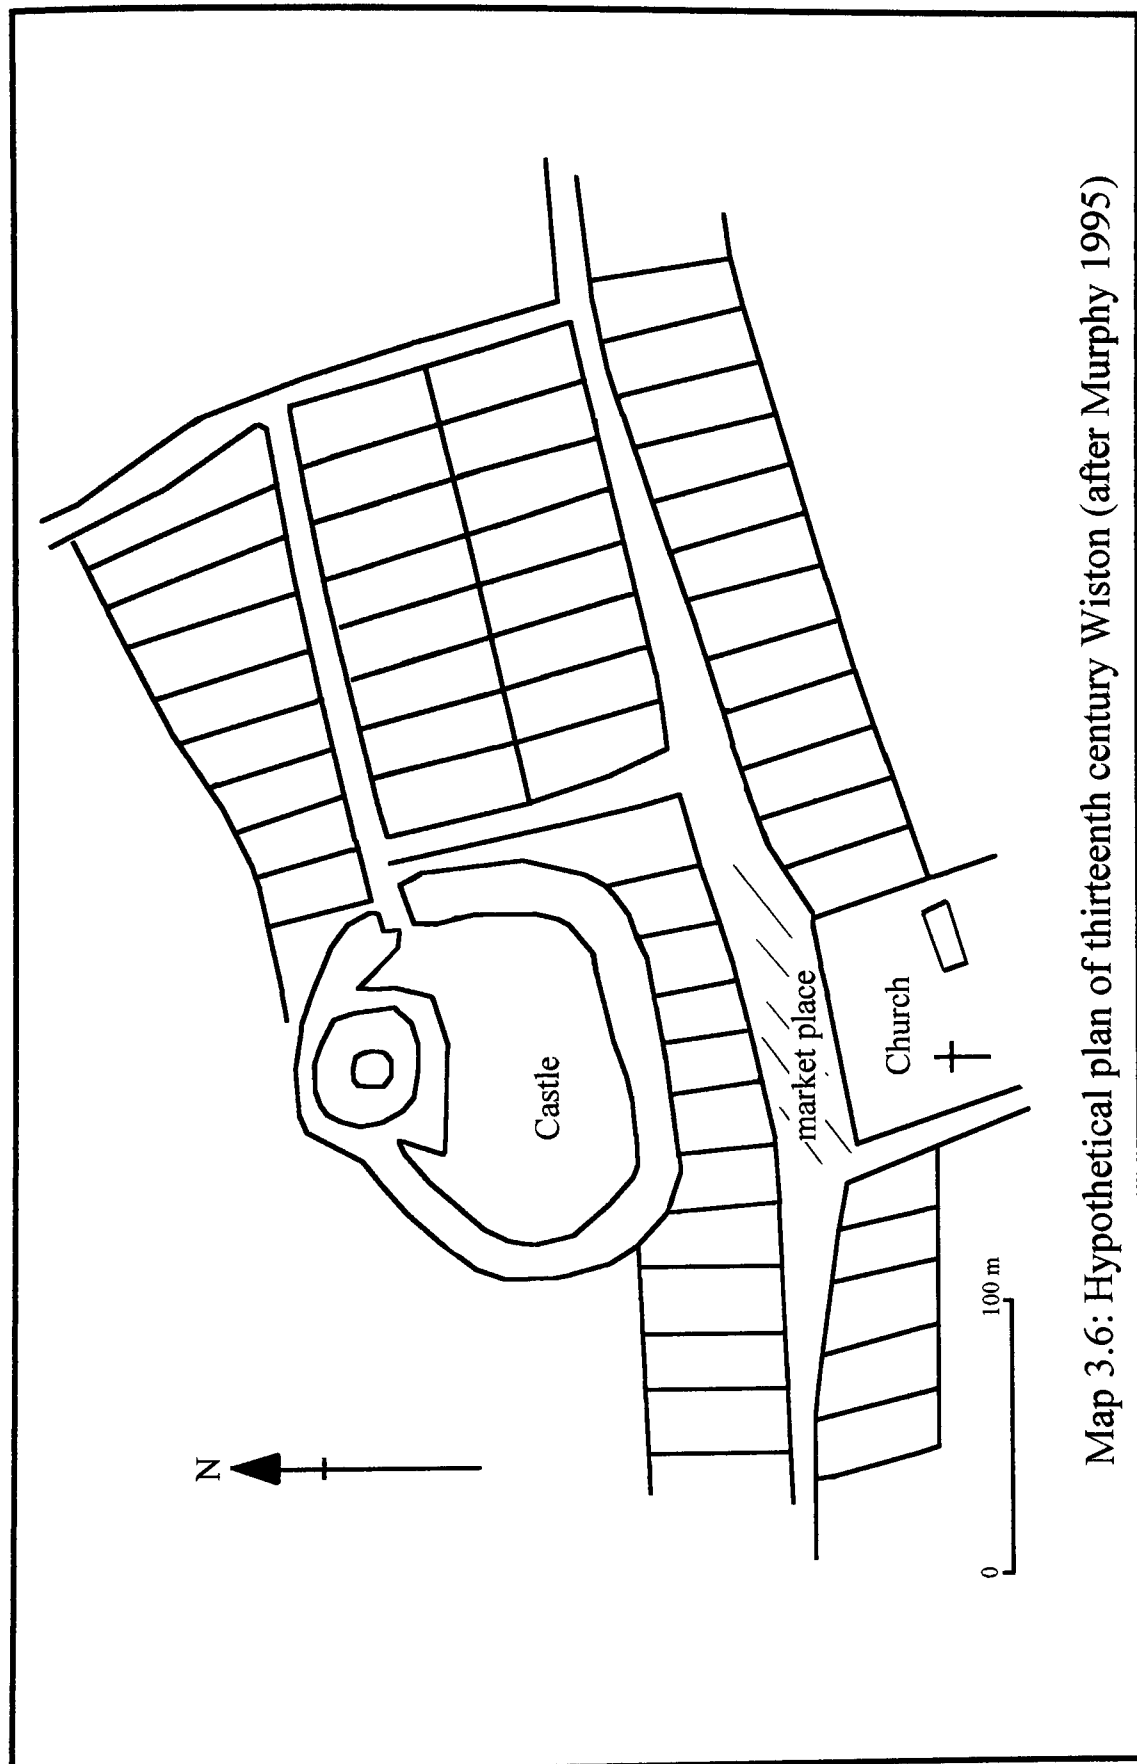 N
Castle
market place
Church
0 100 m
Map 3.6: Hypothetical plan of thirteenth century Wiston (after Murphy 1995)